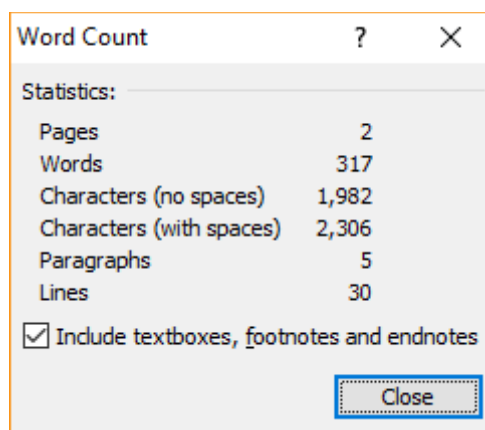 Word Count ? ×
Statistics:
Pages 2
Words 317
Characters (no spaces) 1,982
Characters (with spaces) 2,306
Paragraphs 5
Lines 30
Include textboxes, footnotes and endnotes
Close